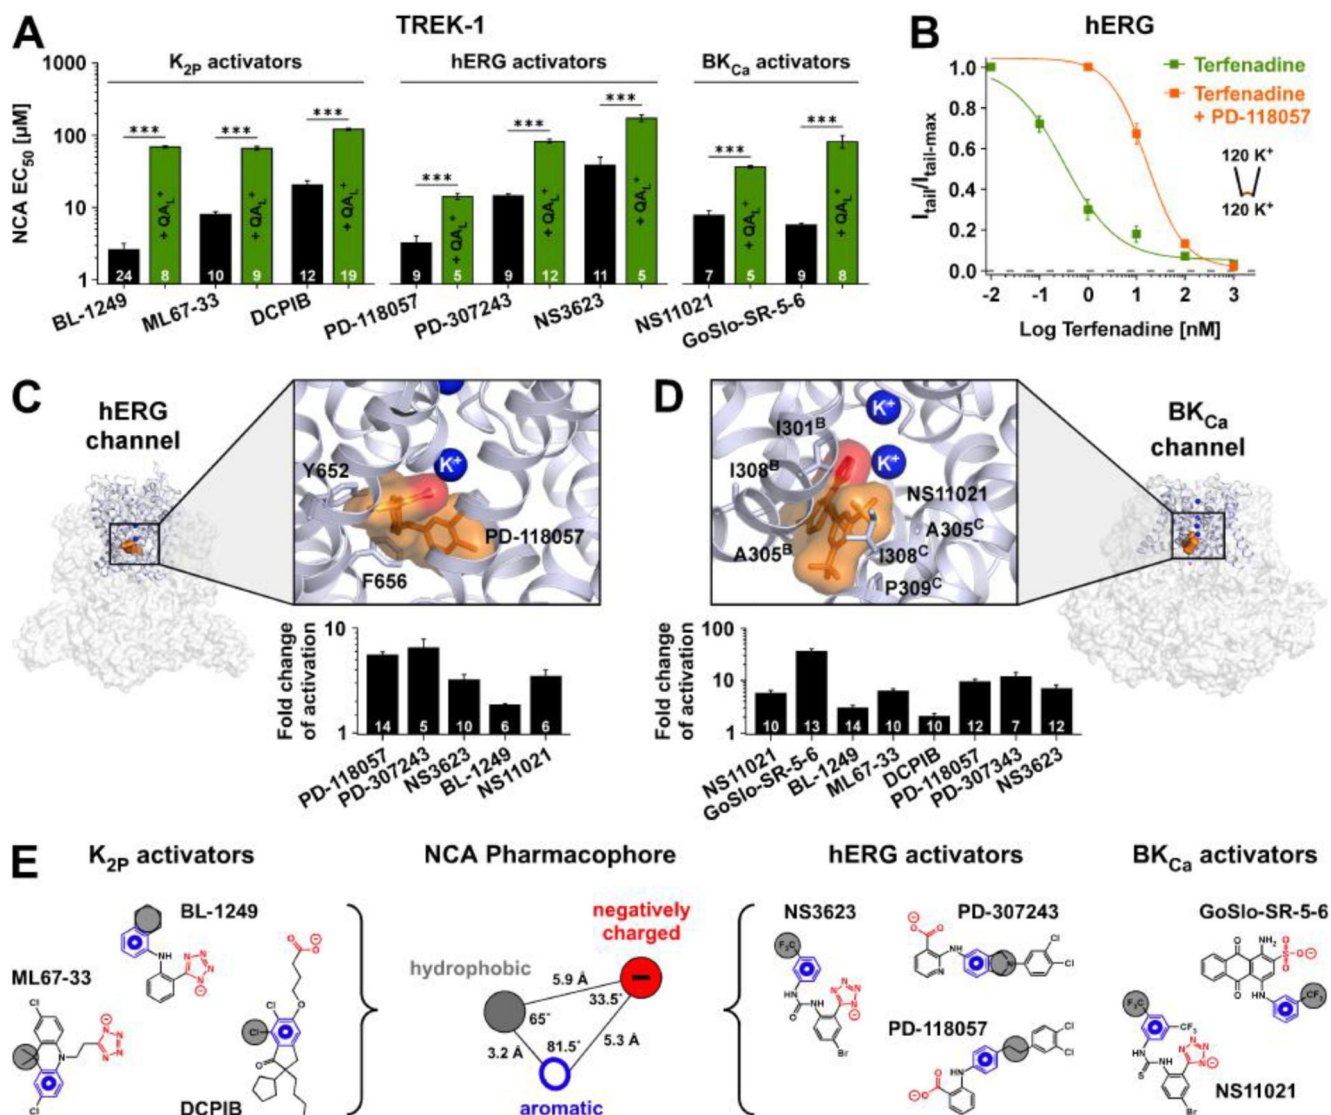 A
TREK-1
K2P activators
hERG activators
BKCa activators
NCA EC50 [µM]
1000
100
10
1
***
***
***
***
***
***
***
***
+ QAL+
+ QAL+
+ QAL+
+ QAL+
+ QAL+
+ QAL+
+ QAL+
+ QAL+
24
8
10
9
12
19
9
5
9
12
11
5
7
5
9
8
BL-1249
ML67-33
DCPIB
PD-118057
PD-307243
NS3623
NS11021
GoSlo-SR-5-6
B
hERG
Itail/Itail-max
1.0
0.8
0.6
0.4
0.2
0.0
Terfenadine
Terfenadine
+ PD-118057
120 K+
120 K+
-2
-1
0
1
2
3
Log Terfenadine [nM]
C
hERG
channel
K+
Y652
PD-118057
F656
Fold change
of activation
10
1
14
5
10
6
6
PD-118057
PD-307243
NS3623
BL-1249
NS11021
D
BKCa
channel
K+
K+
I301B
I308B
NS11021
A305C
A305B
I308C
P309C
Fold change
of activation
100
10
1
10
13
14
10
10
12
7
12
NS11021
GoSlo-SR-5-6
BL-1249
ML67-33
DCPIB
PD-118057
PD-307343
NS3623
E
K2P activators
BL-1249
ML67-33
DCPIB
NCA Pharmacophore
negatively
charged
hydrophobic
5.9 Å
33.5°
65°
3.2 Å
81.5°
5.3 Å
aromatic
hERG activators
NS3623
PD-307243
PD-118057
BKCa activators
GoSlo-SR-5-6
NS11021